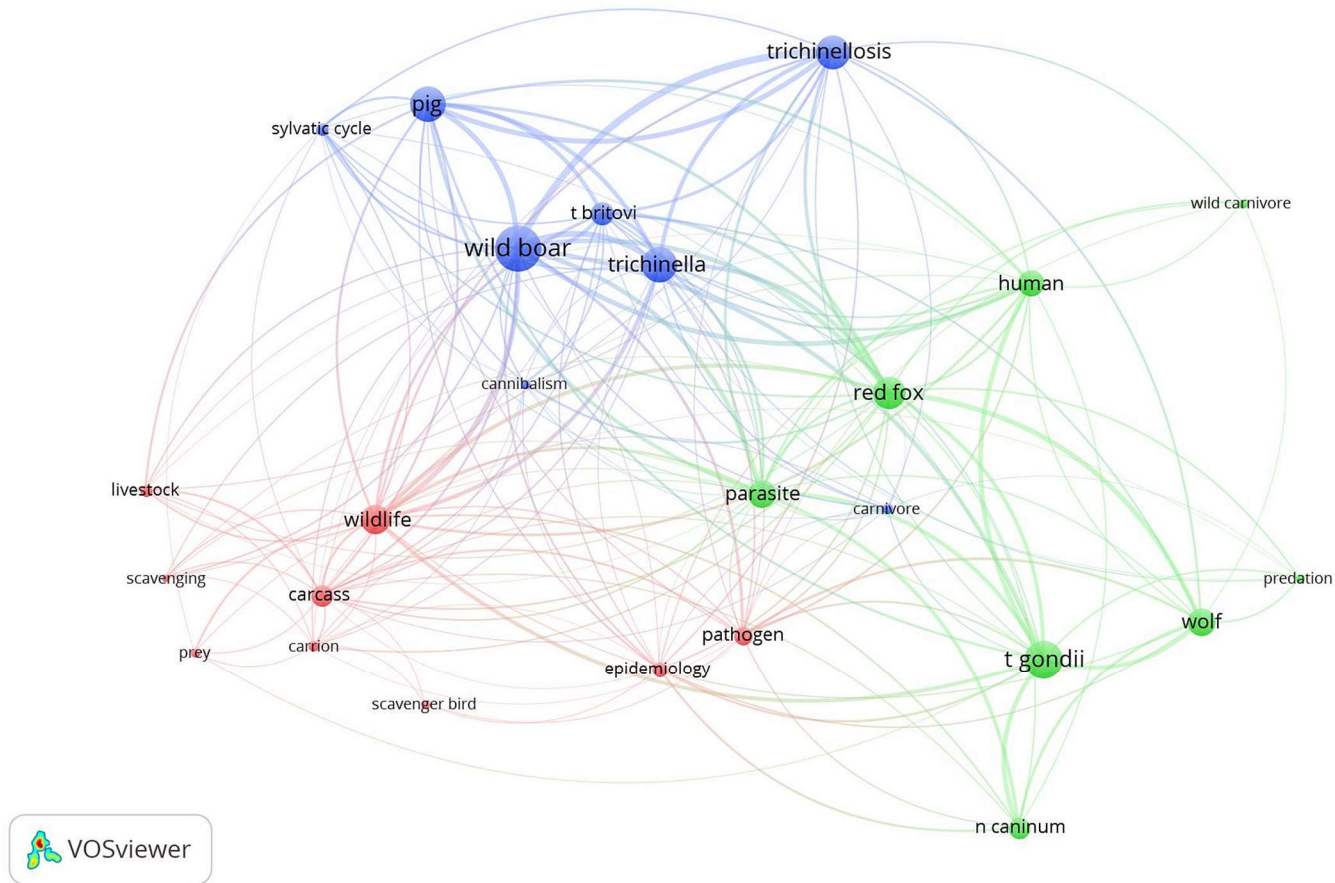 trichinellosis
pig
sylvatic cycle
wild carnivore
t britovi
wild boar
trichinella
human
cannibalism
red fox
livestock
parasite
carnivore
wildlife
scavenging
predation
carcass
wolf
pathogen
carrion
prey
t gondii
epidemiology
scavenger bird
n caninum
VOSviewer